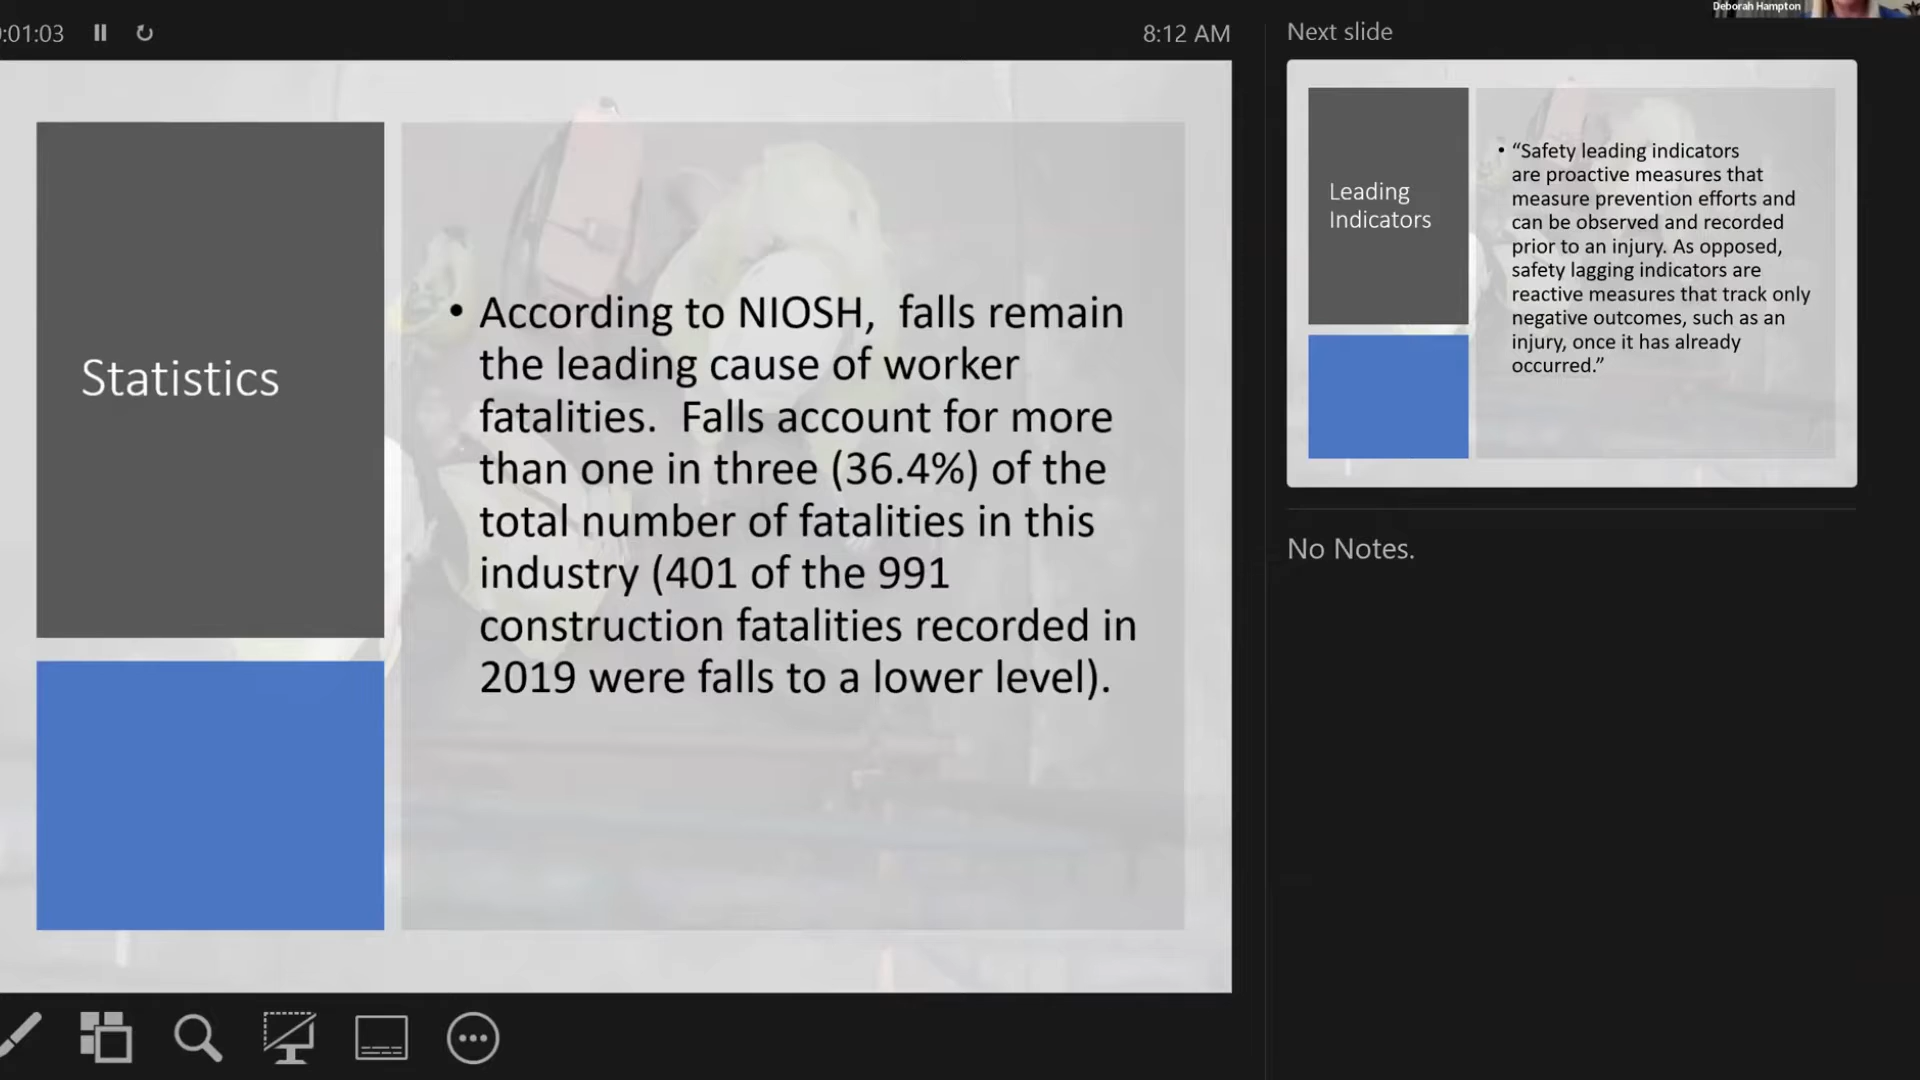 :01:03
8:12 AM
Next slide
Deborah Hampton
Statistics
• According to NIOSH,  falls remain
the leading cause of worker
fatalities.  Falls account for more
than one in three (36.4%) of the
total number of fatalities in this
industry (401 of the 991
construction fatalities recorded in
2019 were falls to a lower level).
Leading
Indicators
• “Safety leading indicators
are proactive measures that
measure prevention efforts and
can be observed and recorded
prior to an injury. As opposed,
safety lagging indicators are
reactive measures that track only
negative outcomes, such as an
injury, once it has already
occurred.”
No Notes.